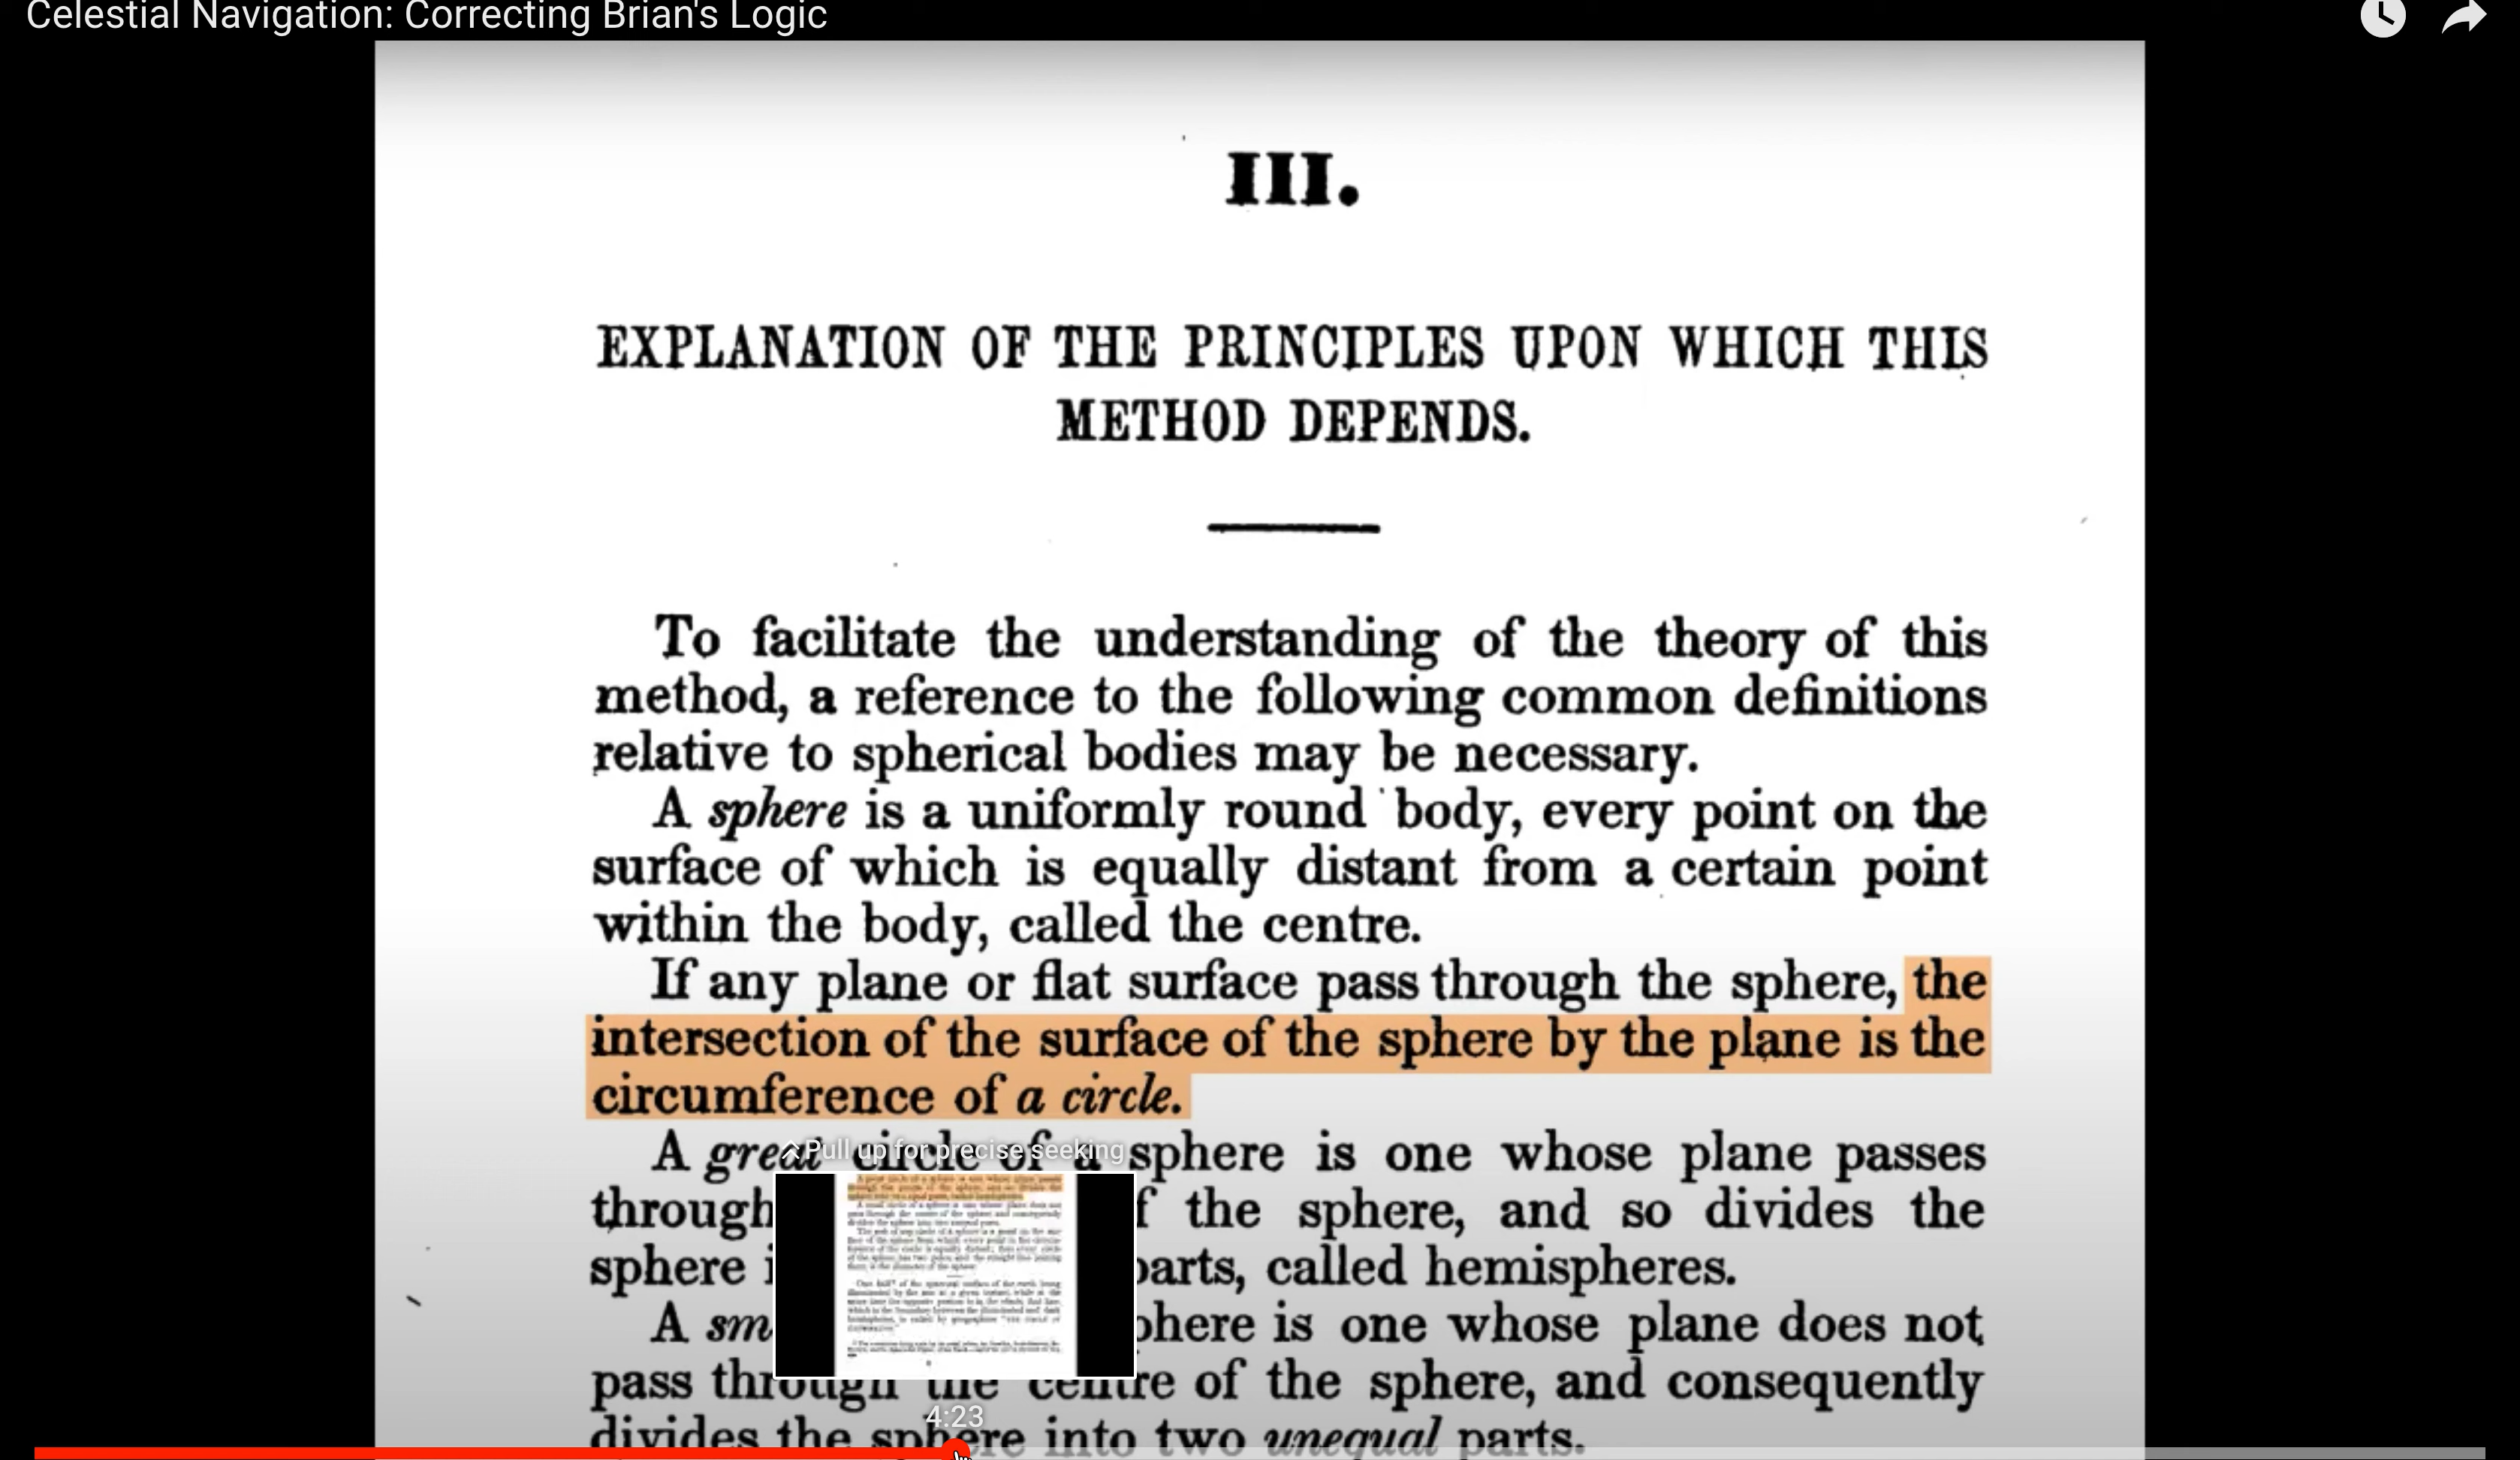 Celestial Navigation: Correcting Brian's Logic
III.
EXPLANATION OF THE PRINCIPLES UPON WHICH THIS
METHOD DEPENDS.
To facilitate the understanding of the theory of this
method, a reference to the following common definitions
relative to spherical bodies may be necessary.
A sphere is a uniformly round body, every point on the
surface of which is equally distant from a certain point
within the body, called the centre.
If any plane or flat surface pass through the sphere, the
intersection of the surface of the sphere by the plane is the
circumference of a circle.
A great circle of a sphere is one whose plane passes
Pull up for precise seeking
through the sphere, and so divides the
sphere parts, called hemispheres.
A is one whose plane does not
pass through the centre of the sphere, and consequently
4:23
divides the sphere into two unequal parts.